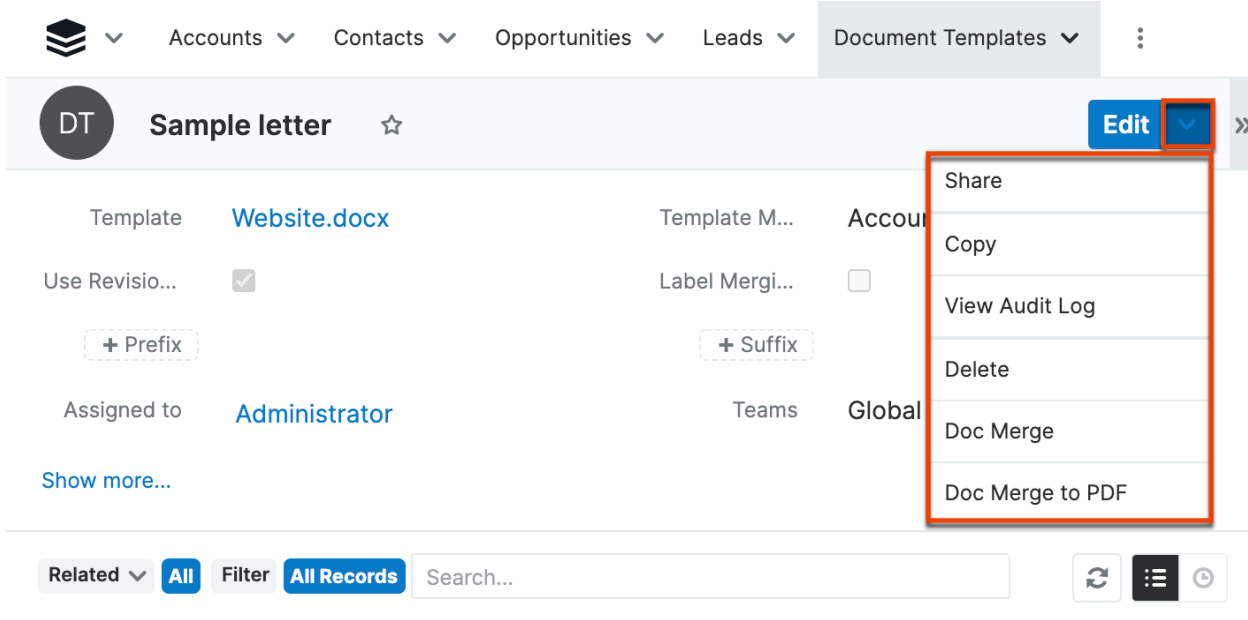 Accounts Contacts Opportunities Leads Document Templates
DT Sample letter Edit
Share
Template Website.docx Template M... Accou
Copy
Use Revisio... Label Mergi...
View Audit Log
+ Prefix + Suffix
Delete
Assigned to Administrator Teams Global
Doc Merge
Show more...
Doc Merge to PDF
Related All Filter All Records Search...